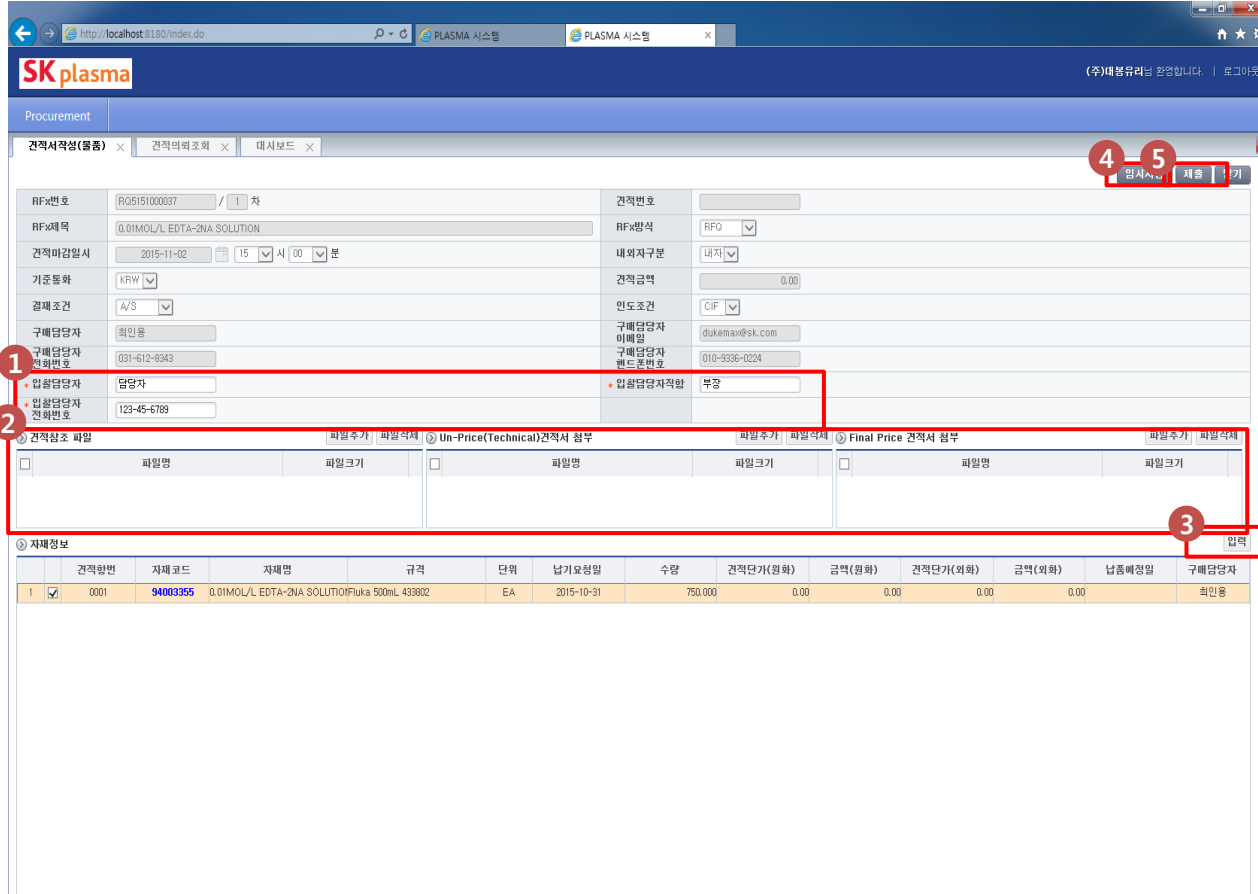 http://localhost:8180/index.do PLASMA 시스템 PLASMA 시스템
SK plasma
(주)대봉유리님 환영합니다. | 로그아웃
Procurement
견적서작성(물품) 견적의뢰조회 대시보드
4 5
제출
RFx번호 RQ5151000037 / 1 차 견적번호
RFx제목 0.01MOL/L EDTA-2NA SOLUTION RFx방식 RFQ
견적마감일시 2015-11-02 15 시 00 분 내외자구분 내자
기준통화 KRW 견적금액 0.00
결재조건 A/S 인도조건 CIF
구매담당자 최인용 구매담당자 이메일 dukemax@sk.com
구매담당자 전화번호 031-612-8343 구매담당자 핸드폰번호 010-9336-0224
1
* 입찰담당자 담당자 * 입찰담당자직함 부장
* 입찰담당자 전화번호 123-45-6789
2
견적참조 파일 파일추가 파일삭제 Un-Price(Technical)견적서 첨부 파일추가 파일삭제 Final Price 견적서 첨부 파일추가 파일삭제
파일명 파일크기 파일명 파일크기 파일명 파일크기
3
자재정보 입력
견적항번 자재코드 자재명 규격 단위 납기요청일 수량 견적단가(원화) 금액(원화) 견적단가(외화) 금액(외화) 납품예정일 구매담당자
1 0001 94003355 0.01MOL/L EDTA-2NA SOLUTION Fluka 500mL 433802 EA 2015-10-31 750.000 0.00 0.00 0.00 0.00 최인용